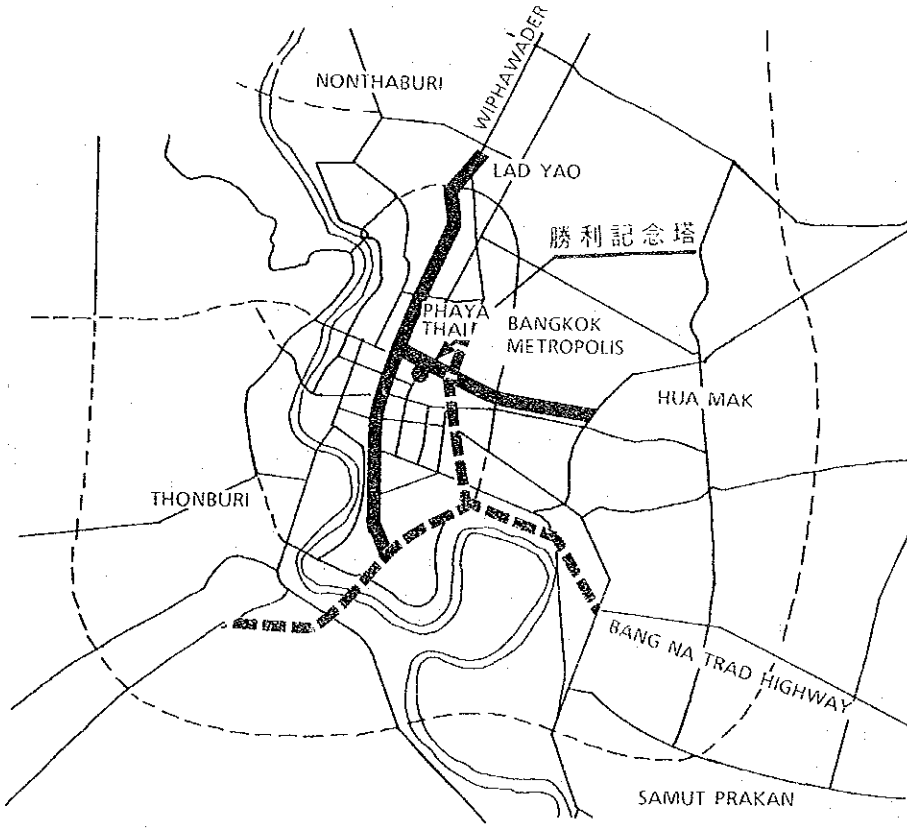 WIPHAWADER
NONTHABURI
LAD YAO
勝利記念塔
PHAYA
THAI
BANGKOK
METROPOLIS
HUA MAK
THONBURI
BANG NA TRAD HIGHWAY
SAMUT PRAKAN